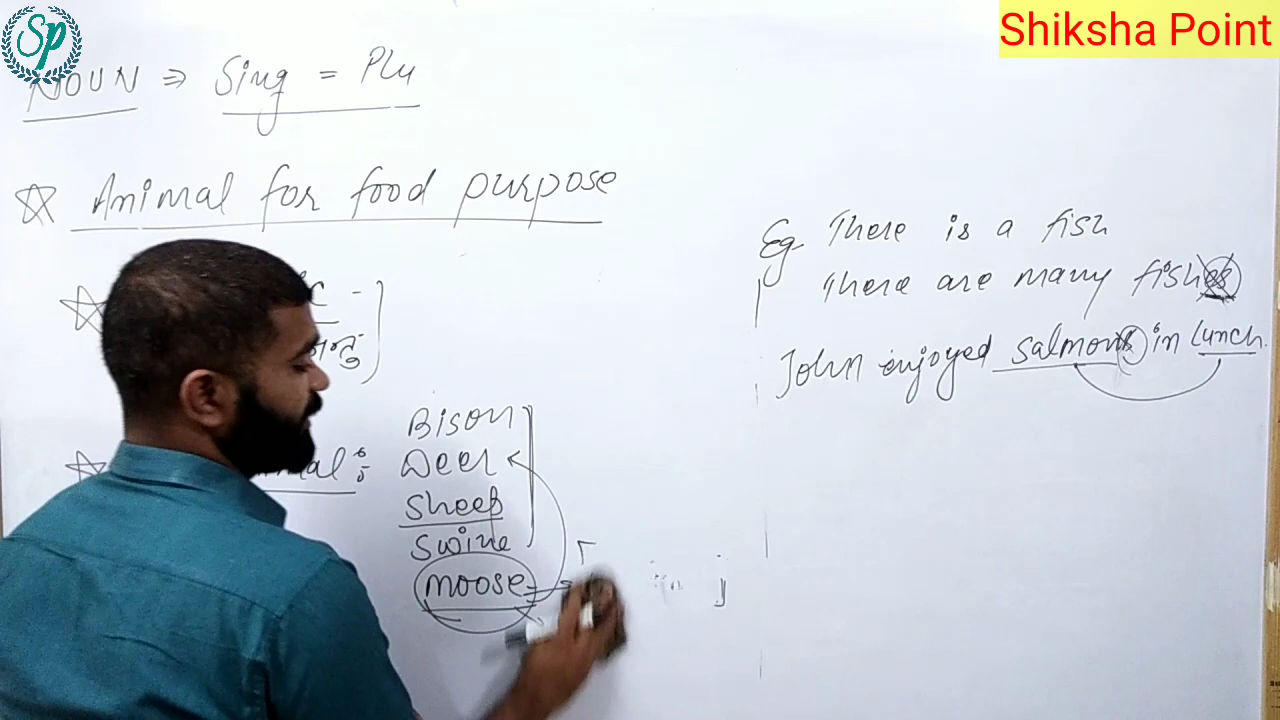 Sp
Shiksha Point
NOUN ⇒ Sing = Plu
Animal for food purpose
Eg. There is a fish
There are many fishes
John enjoyed salmons in Lunch.
Bison
Deer
Sheep
Swine
moose